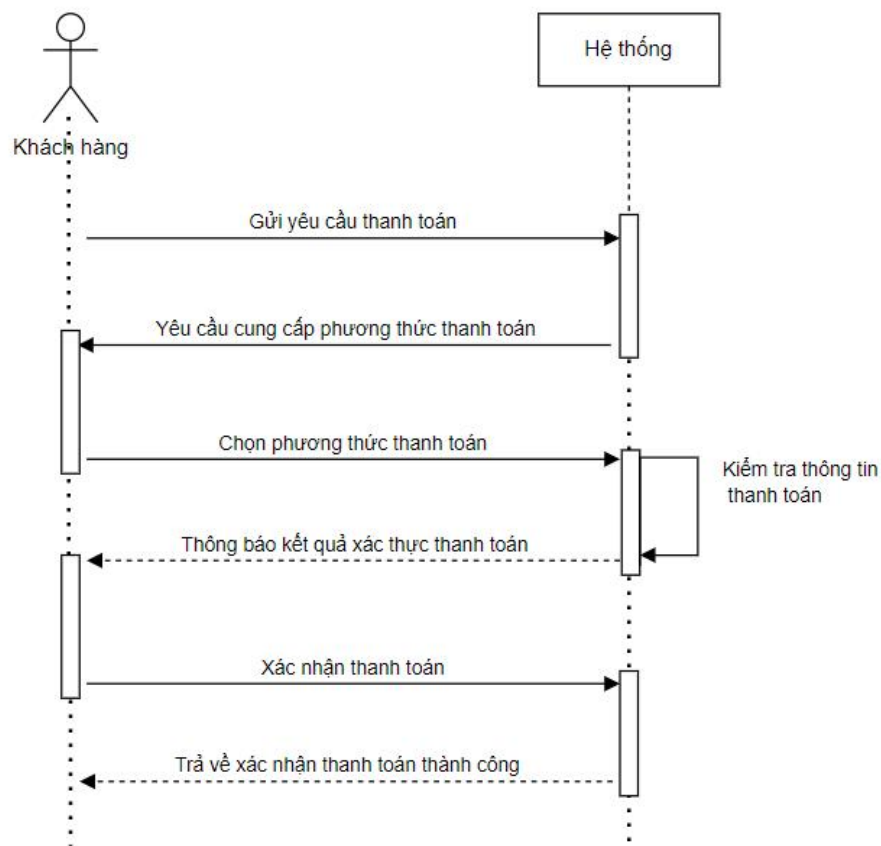 Hệ thống
Khách hàng
Gửi yêu cầu thanh toán
Yêu cầu cung cấp phương thức thanh toán
Chọn phương thức thanh toán
Kiểm tra thông tin
thanh toán
Thông báo kết quả xác thực thanh toán
Xác nhận thanh toán
Trả về xác nhận thanh toán thành công